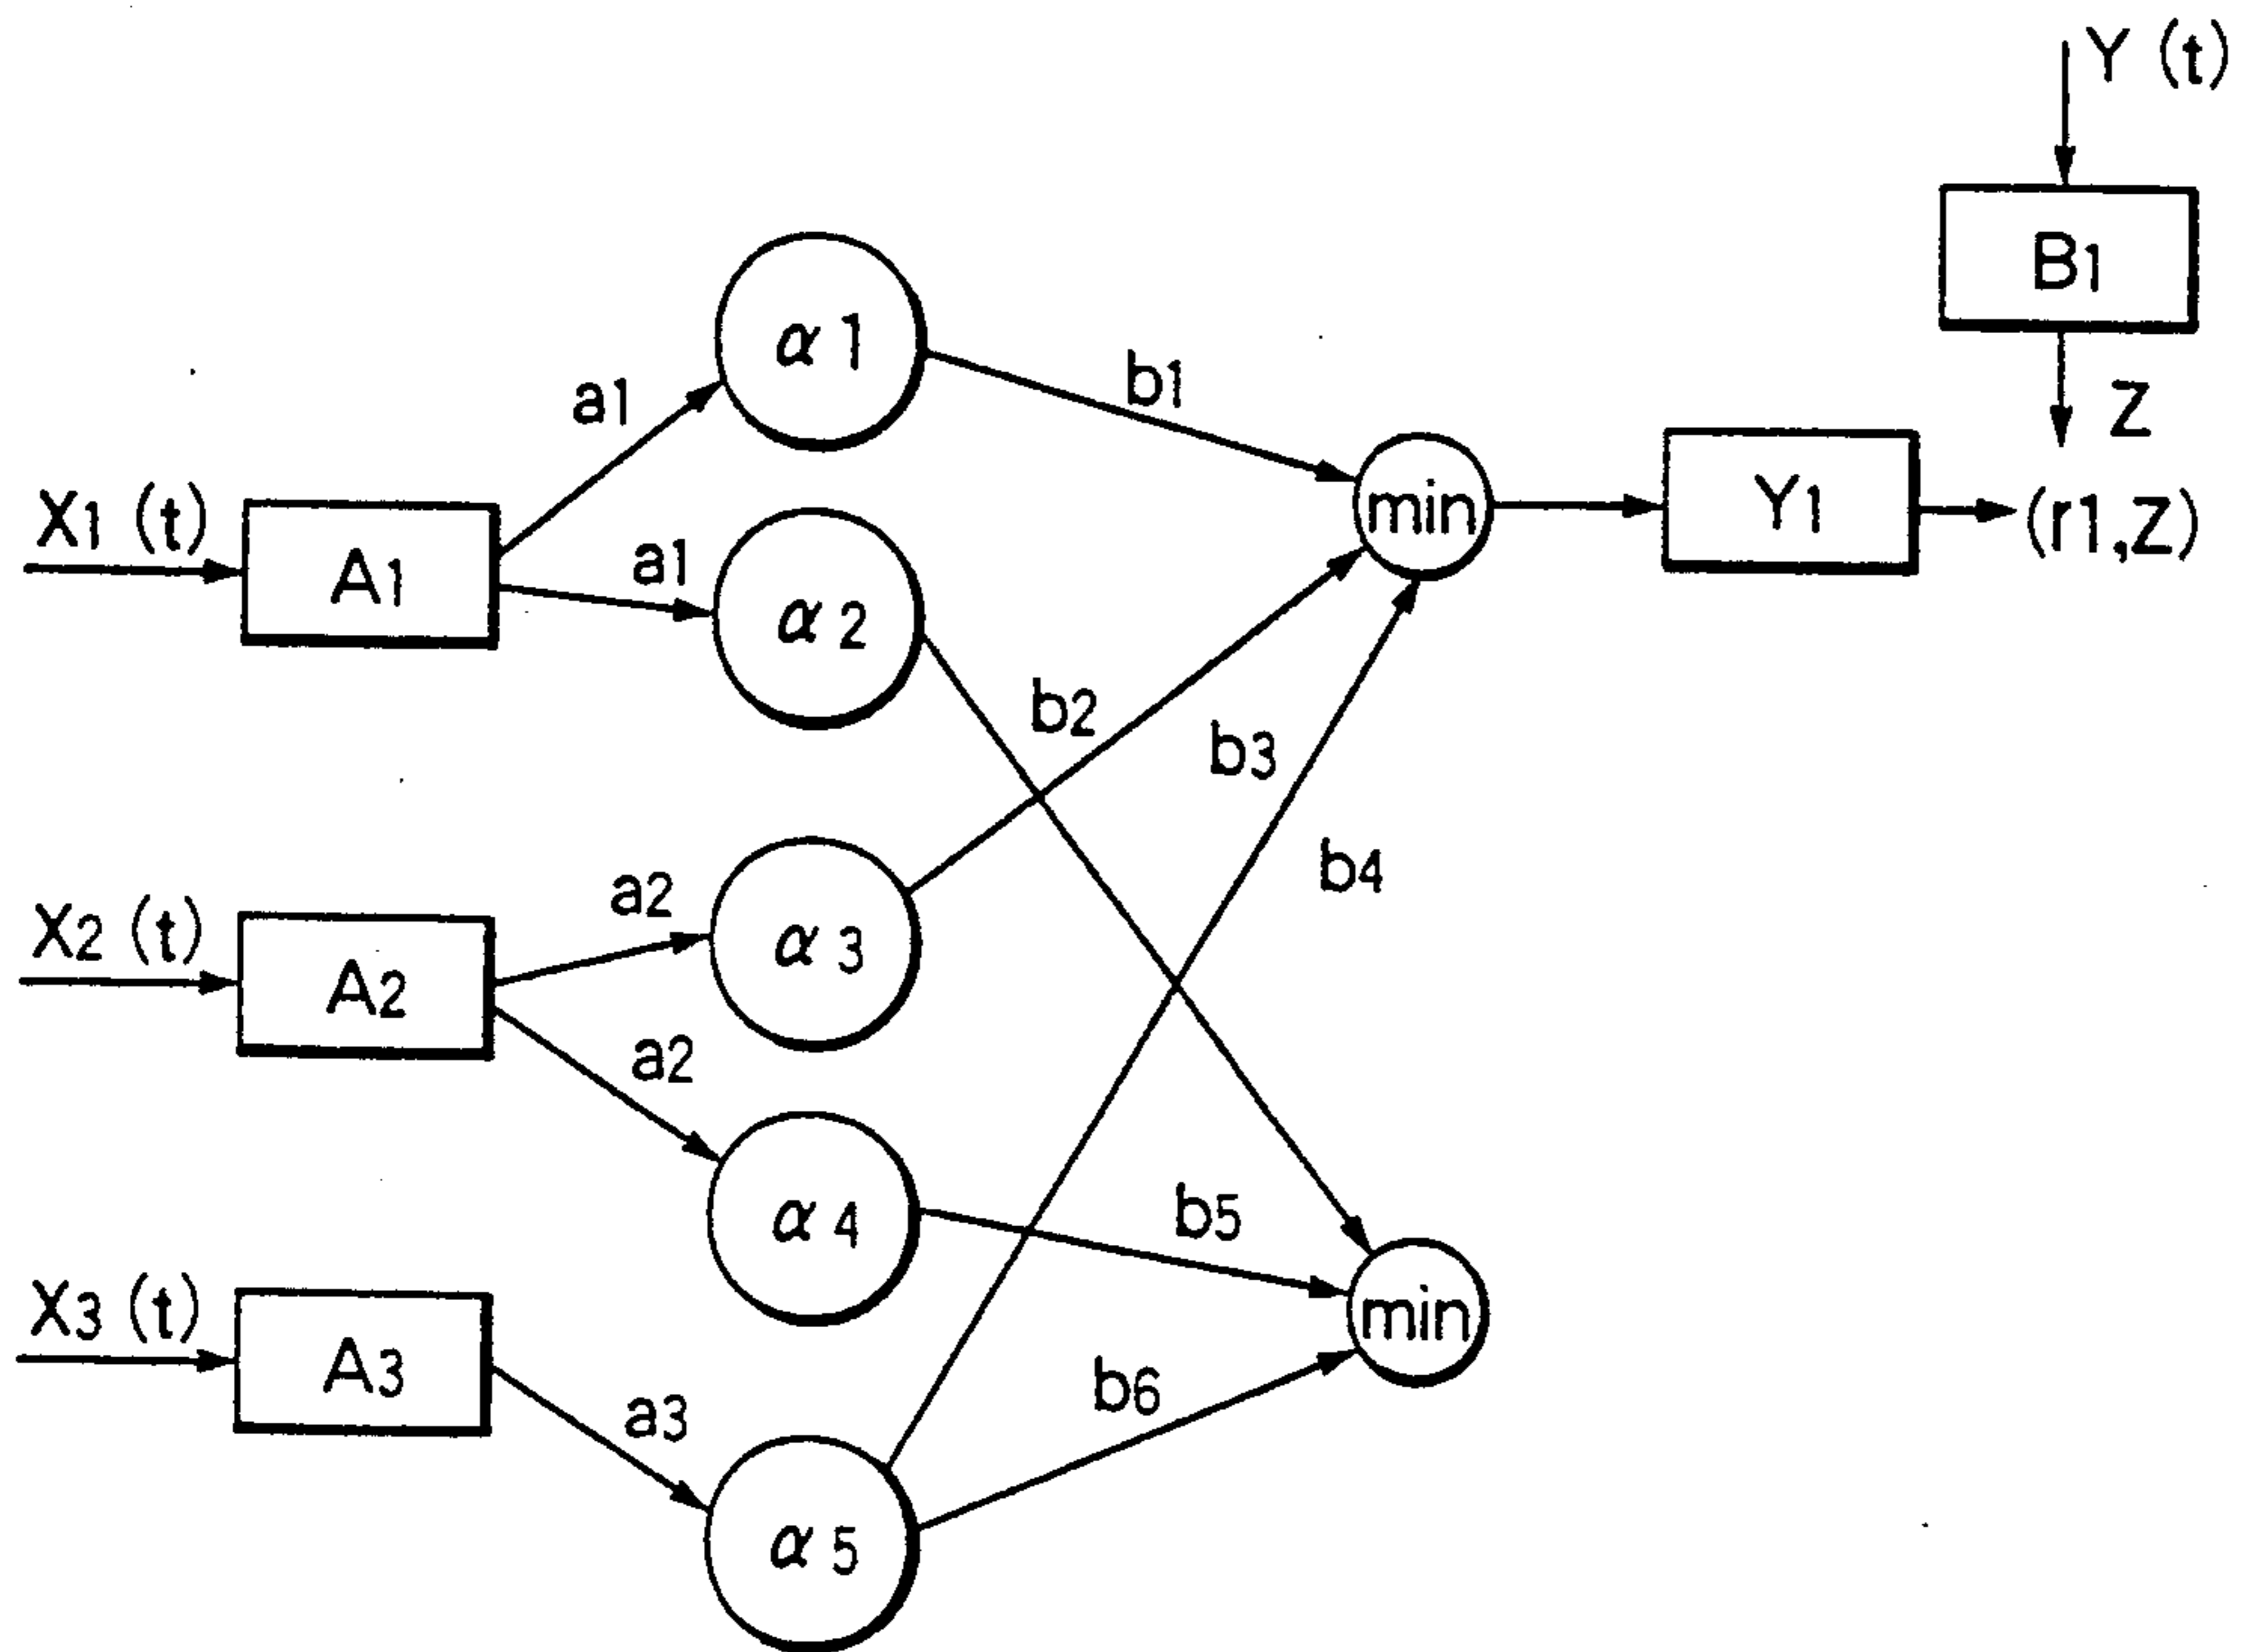 Y (t)
B1
Z
α 1
a1
b1
X1 (t)
A1
a1
α 2
min
Y1
(r1,Z)
b2
b3
b4
X2 (t)
A2
a2
α 3
a2
α 4
b5
X3 (t)
A3
a3
α 5
b6
min